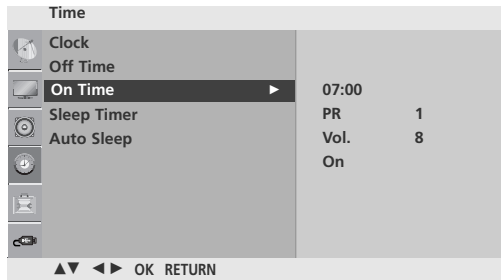 Time
Clock
Off Time
On Time ► 07:00
Sleep Timer PR 1
Auto Sleep Vol. 8
On
▲▼ ◄► OK RETURN